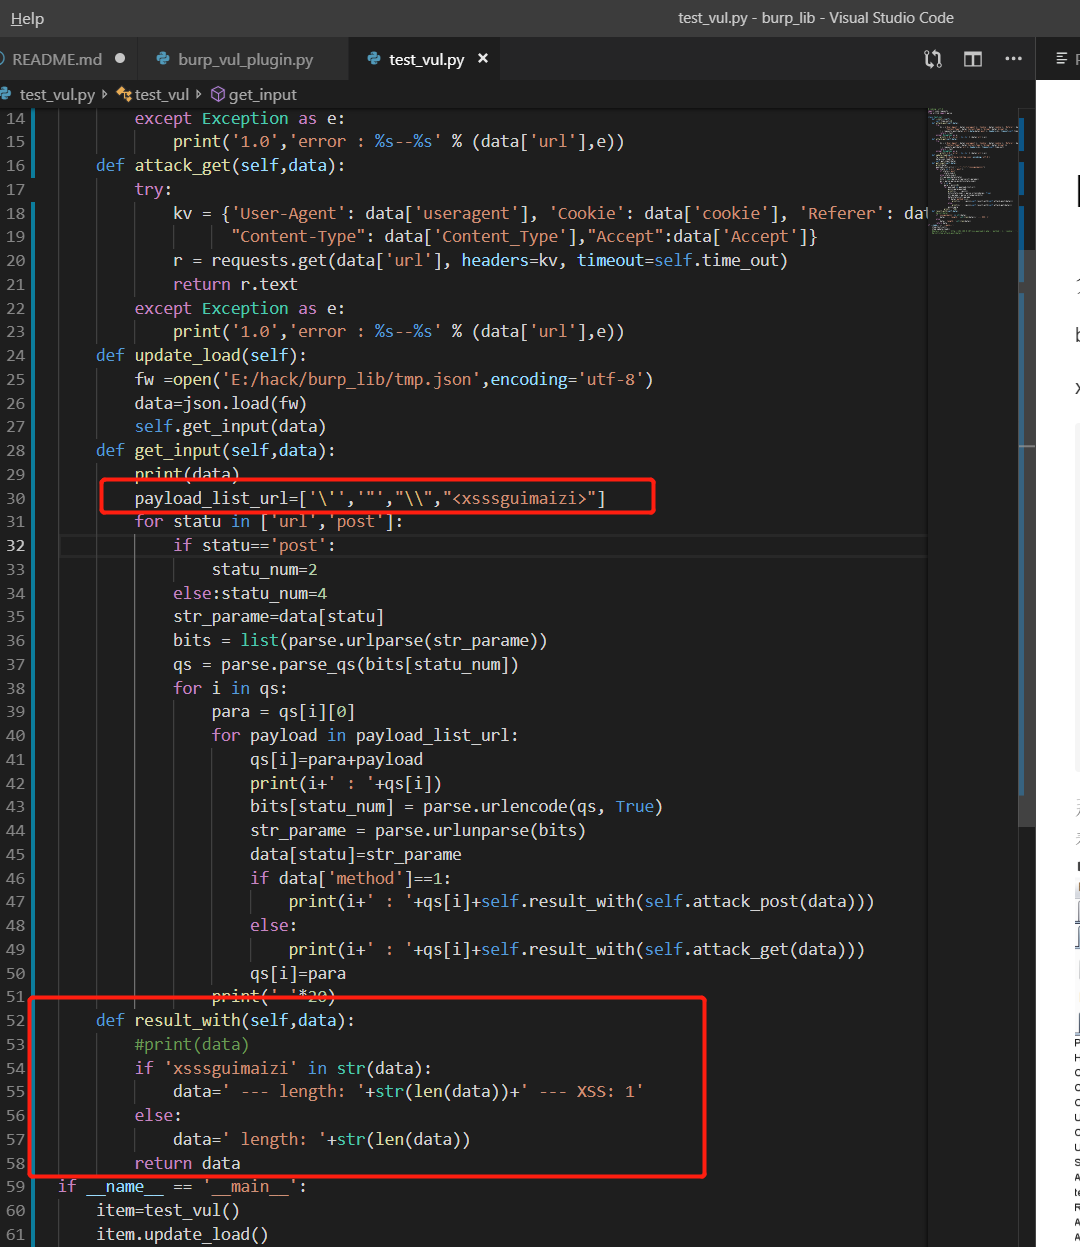 Help
test_vul.py - burp_lib - Visual Studio Code
README.md
burp_vul_plugin.py
test_vul.py
test_vul.py
test_vul
get_input
14 except Exception as e:
15 print('1.0','error : %s--%s' % (data['url'],e))
16 def attack_get(self,data):
17 try:
18 kv = {'User-Agent': data['useragent'], 'Cookie': data['cookie'], 'Referer': dat
19 "Content-Type": data['Content_Type'],"Accept":data['Accept']}
20 r = requests.get(data['url'], headers=kv, timeout=self.time_out)
21 return r.text
22 except Exception as e:
23 print('1.0','error : %s--%s' % (data['url'],e))
24 def update_load(self):
25 fw =open('E:/hack/burp_lib/tmp.json',encoding='utf-8')
26 data=json.load(fw)
27 self.get_input(data)
28 def get_input(self,data):
29 print(data)
30 payload_list_url=['\'','"',"\\","<xsssguimaizi>"]
31 for statu in ['url','post']:
32 if statu=='post':
33 statu_num=2
34 else:statu_num=4
35 str_parame=data[statu]
36 bits = list(parse.urlparse(str_parame))
37 qs = parse.parse_qs(bits[statu_num])
38 for i in qs:
39 para = qs[i][0]
40 for payload in payload_list_url:
41 qs[i]=para+payload
42 print(i+' : '+qs[i])
43 bits[statu_num] = parse.urlencode(qs, True)
44 str_parame = parse.urlunparse(bits)
45 data[statu]=str_parame
46 if data['method']==1:
47 print(i+' : '+qs[i]+self.result_with(self.attack_post(data)))
48 else:
49 print(i+' : '+qs[i]+self.result_with(self.attack_get(data)))
50 qs[i]=para
51 print('-'*20)
52 def result_with(self,data):
53 #print(data)
54 if 'xsssguimaizi' in str(data):
55 data=' --- length: '+str(len(data))+' --- XSS: 1'
56 else:
57 data=' length: '+str(len(data))
58 return data
59 if __name__ == '__main__':
60 item=test_vul()
61 item.update_load()